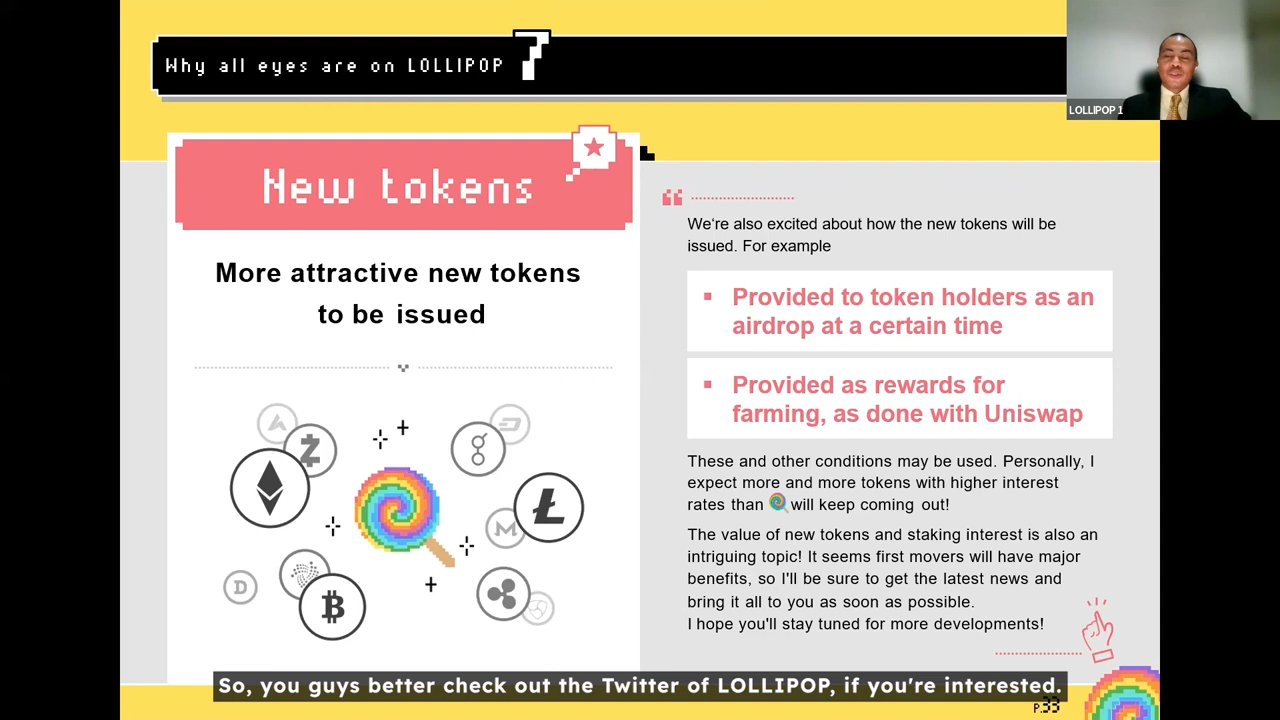 Why all eyes are on LOLLIPOP 7
LOLLIPOP 1
New tokens
More attractive new tokens
to be issued
We're also excited about how the new tokens will be
issued. For example
▪ Provided to token holders as an
airdrop at a certain time
▪ Provided as rewards for
farming, as done with Uniswap
These and other conditions may be used. Personally, I
expect more and more tokens with higher interest
rates than will keep coming out!
The value of new tokens and staking interest is also an
intriguing topic! It seems first movers will have major
benefits, so I'll be sure to get the latest news and
bring it all to you as soon as possible.
I hope you'll stay tuned for more developments!
So, you guys better check out the Twitter of LOLLIPOP, if you're interested.
P.33